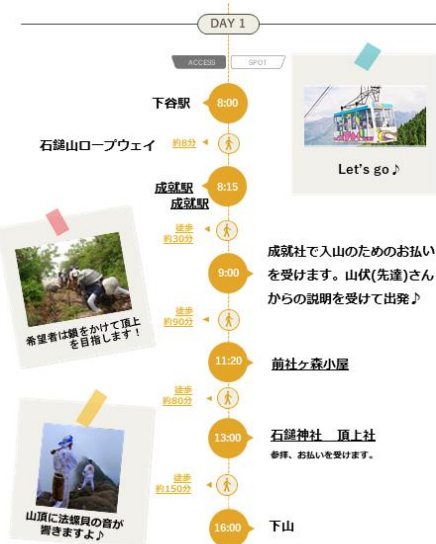 DAY 1
ACCESS
SPOT
下谷駅
8:00
石鎚山ロープウェイ
約8分
Let's go♪
成就駅
成就駅
8:15
徒歩
約30分
9:00
成就社で入山のためのお払い
を受けます。山伏(先達)さん
からの説明を受けて出発♪
希望者は鎖をかけて頂上
を目指します！
徒歩
約90分
11:20
前社ヶ森小屋
徒歩
約80分
13:00
石鎚神社 頂上社
参拝、お払いを受けます。
徒歩
約150分
山頂に法螺貝の音が
響きますよ♪
16:00
下山